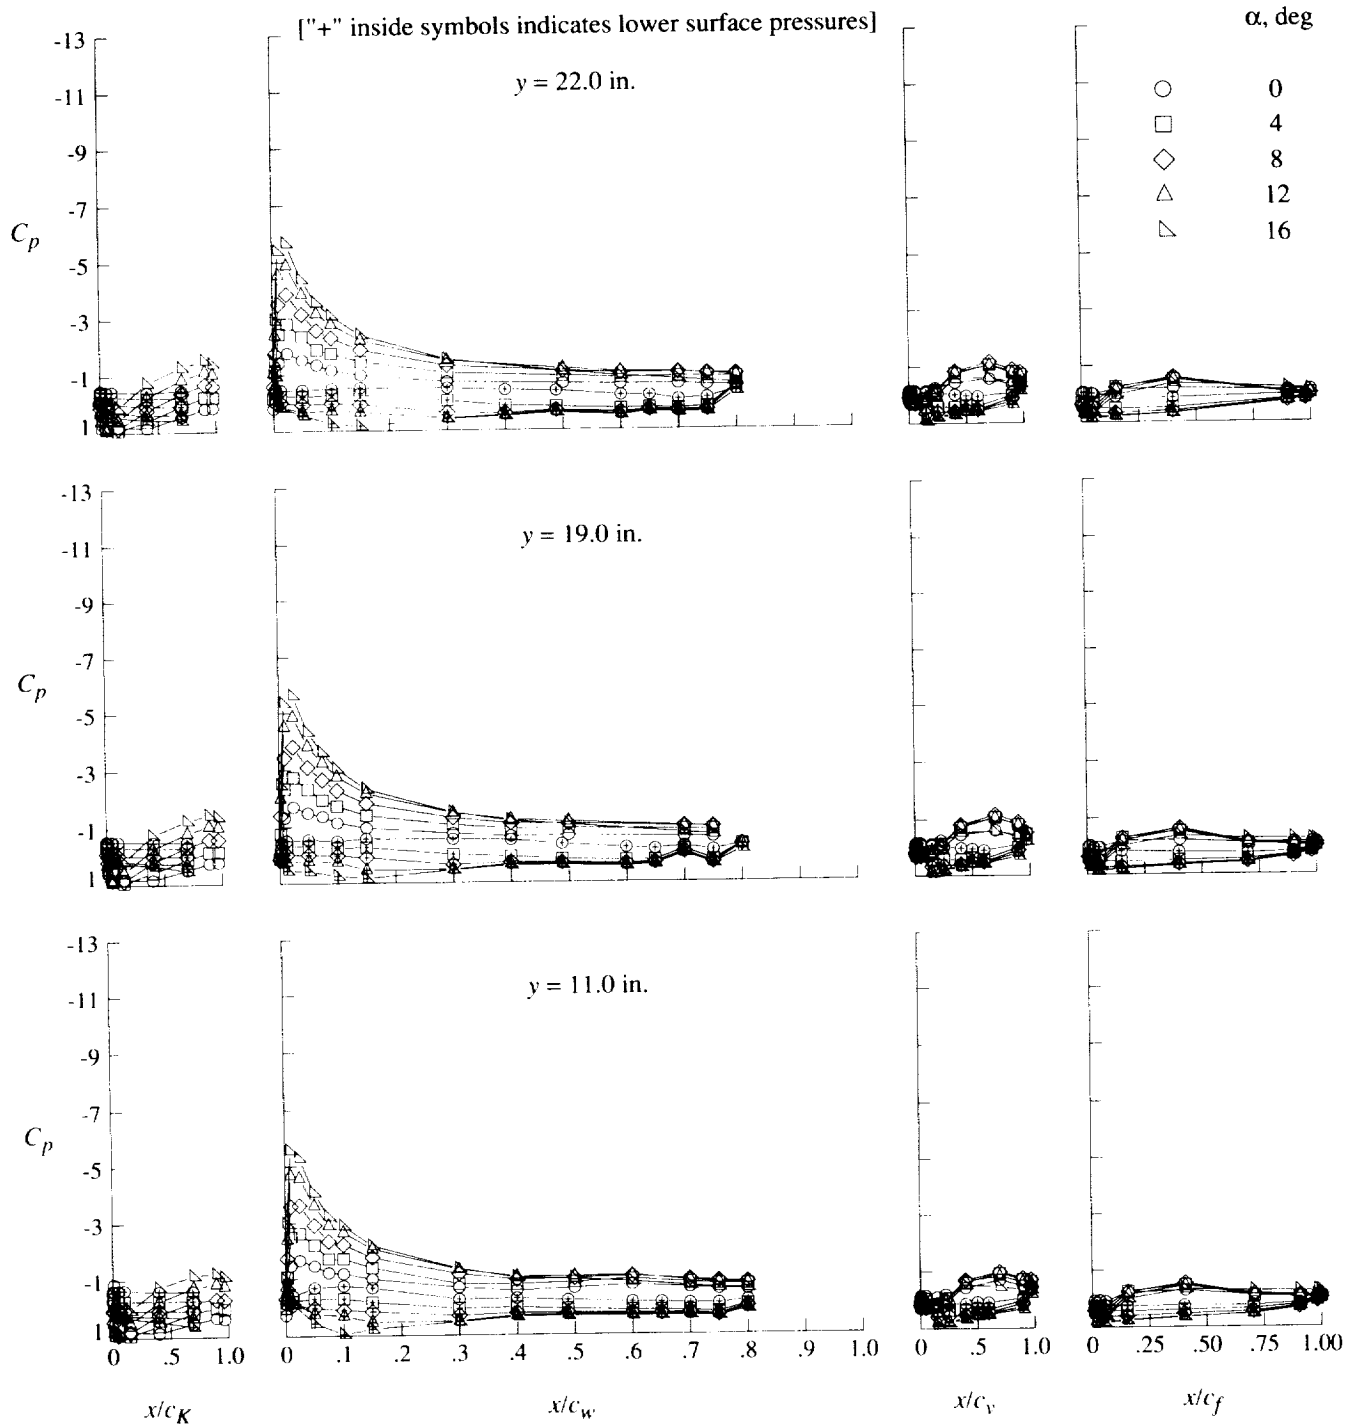 ["+" inside symbols indicates lower surface pressures]
α, deg
0
4
8
12
16
y = 22.0 in.
-13
-11
-9
-7
-5
-3
-1
1
C_p
y = 19.0 in.
-13
-11
-9
-7
-5
-3
-1
1
C_p
y = 11.0 in.
-13
-11
-9
-7
-5
-3
-1
1
C_p
0 .5 1.0 0 .1 .2 .3 .4 .5 .6 .7 .8 .9 1.0 0 .5 1.0 0 .25 .50 .75 1.00
x/c_K x/c_w x/c_v x/c_f